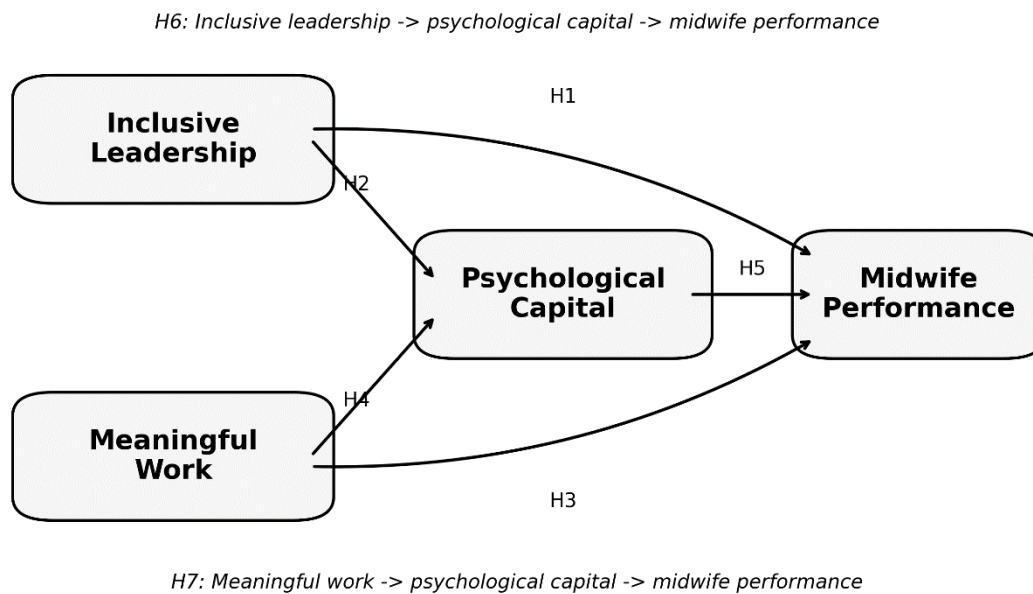 H6: Inclusive leadership -> psychological capital -> midwife performance
H1
Inclusive
Leadership
H2
Psychological
Capital
H5
Midwife
Performance
H4
Meaningful
Work
H3
H7: Meaningful work -> psychological capital -> midwife performance